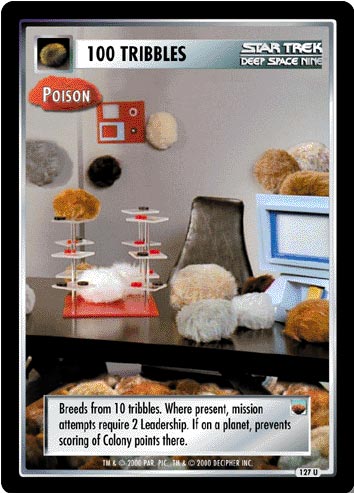 100 TRIBBLES
STAR TREK
DEEP SPACE NINE
POISON
Breeds from 10 tribbles. Where present, mission
attempts require 2 Leadership. If on a planet, prevents
scoring of Colony points there.
127 U
TM & © 2000 PAR. PIC. TM & © 2000 DECIPHER INC.